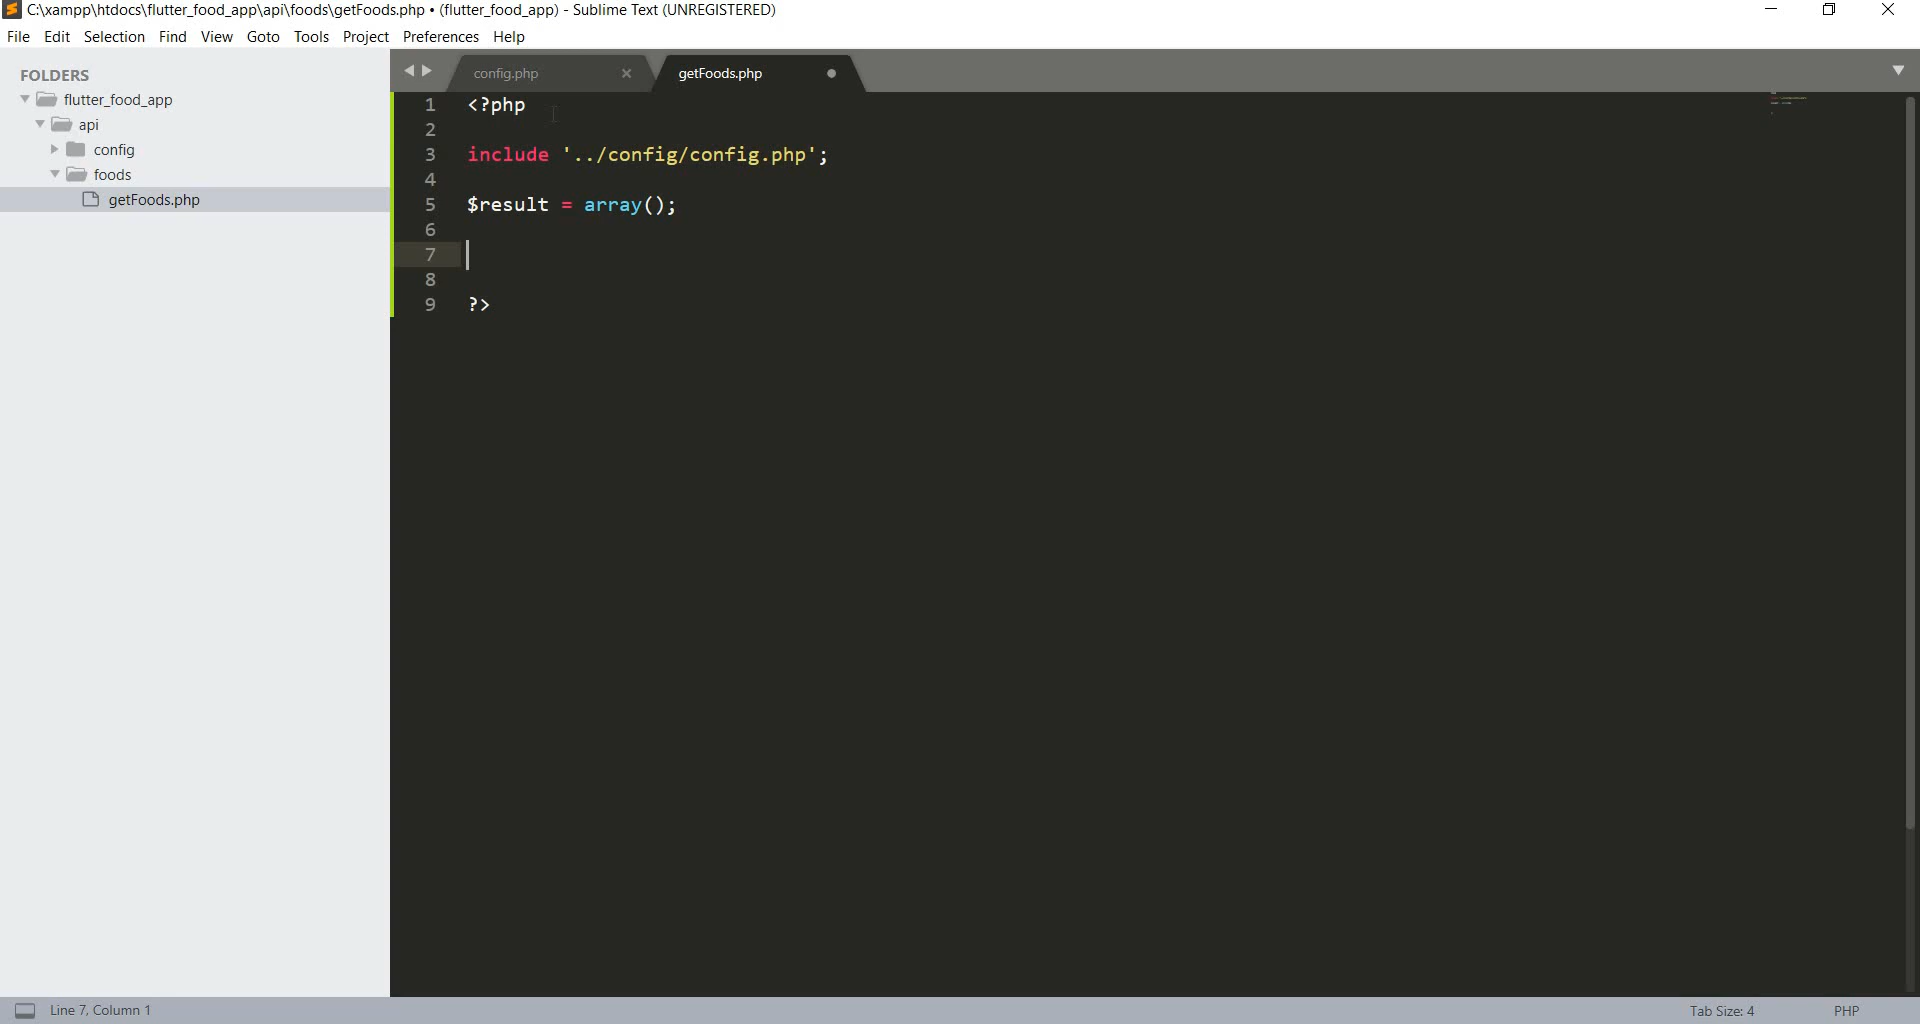 C:\xampp\htdocs\flutter_food_app\api\foods\getFoods.php • (flutter_food_app) - Sublime Text (UNREGISTERED)
File Edit Selection Find View Goto Tools Project Preferences Help
FOLDERS
flutter_food_app
api
config
foods
getFoods.php
config.php
getFoods.php
1 <?php
2
3 include '../config/config.php';
4
5 $result = array();
6
7
8
9 ?>
Line 7, Column 1
Tab Size: 4
PHP